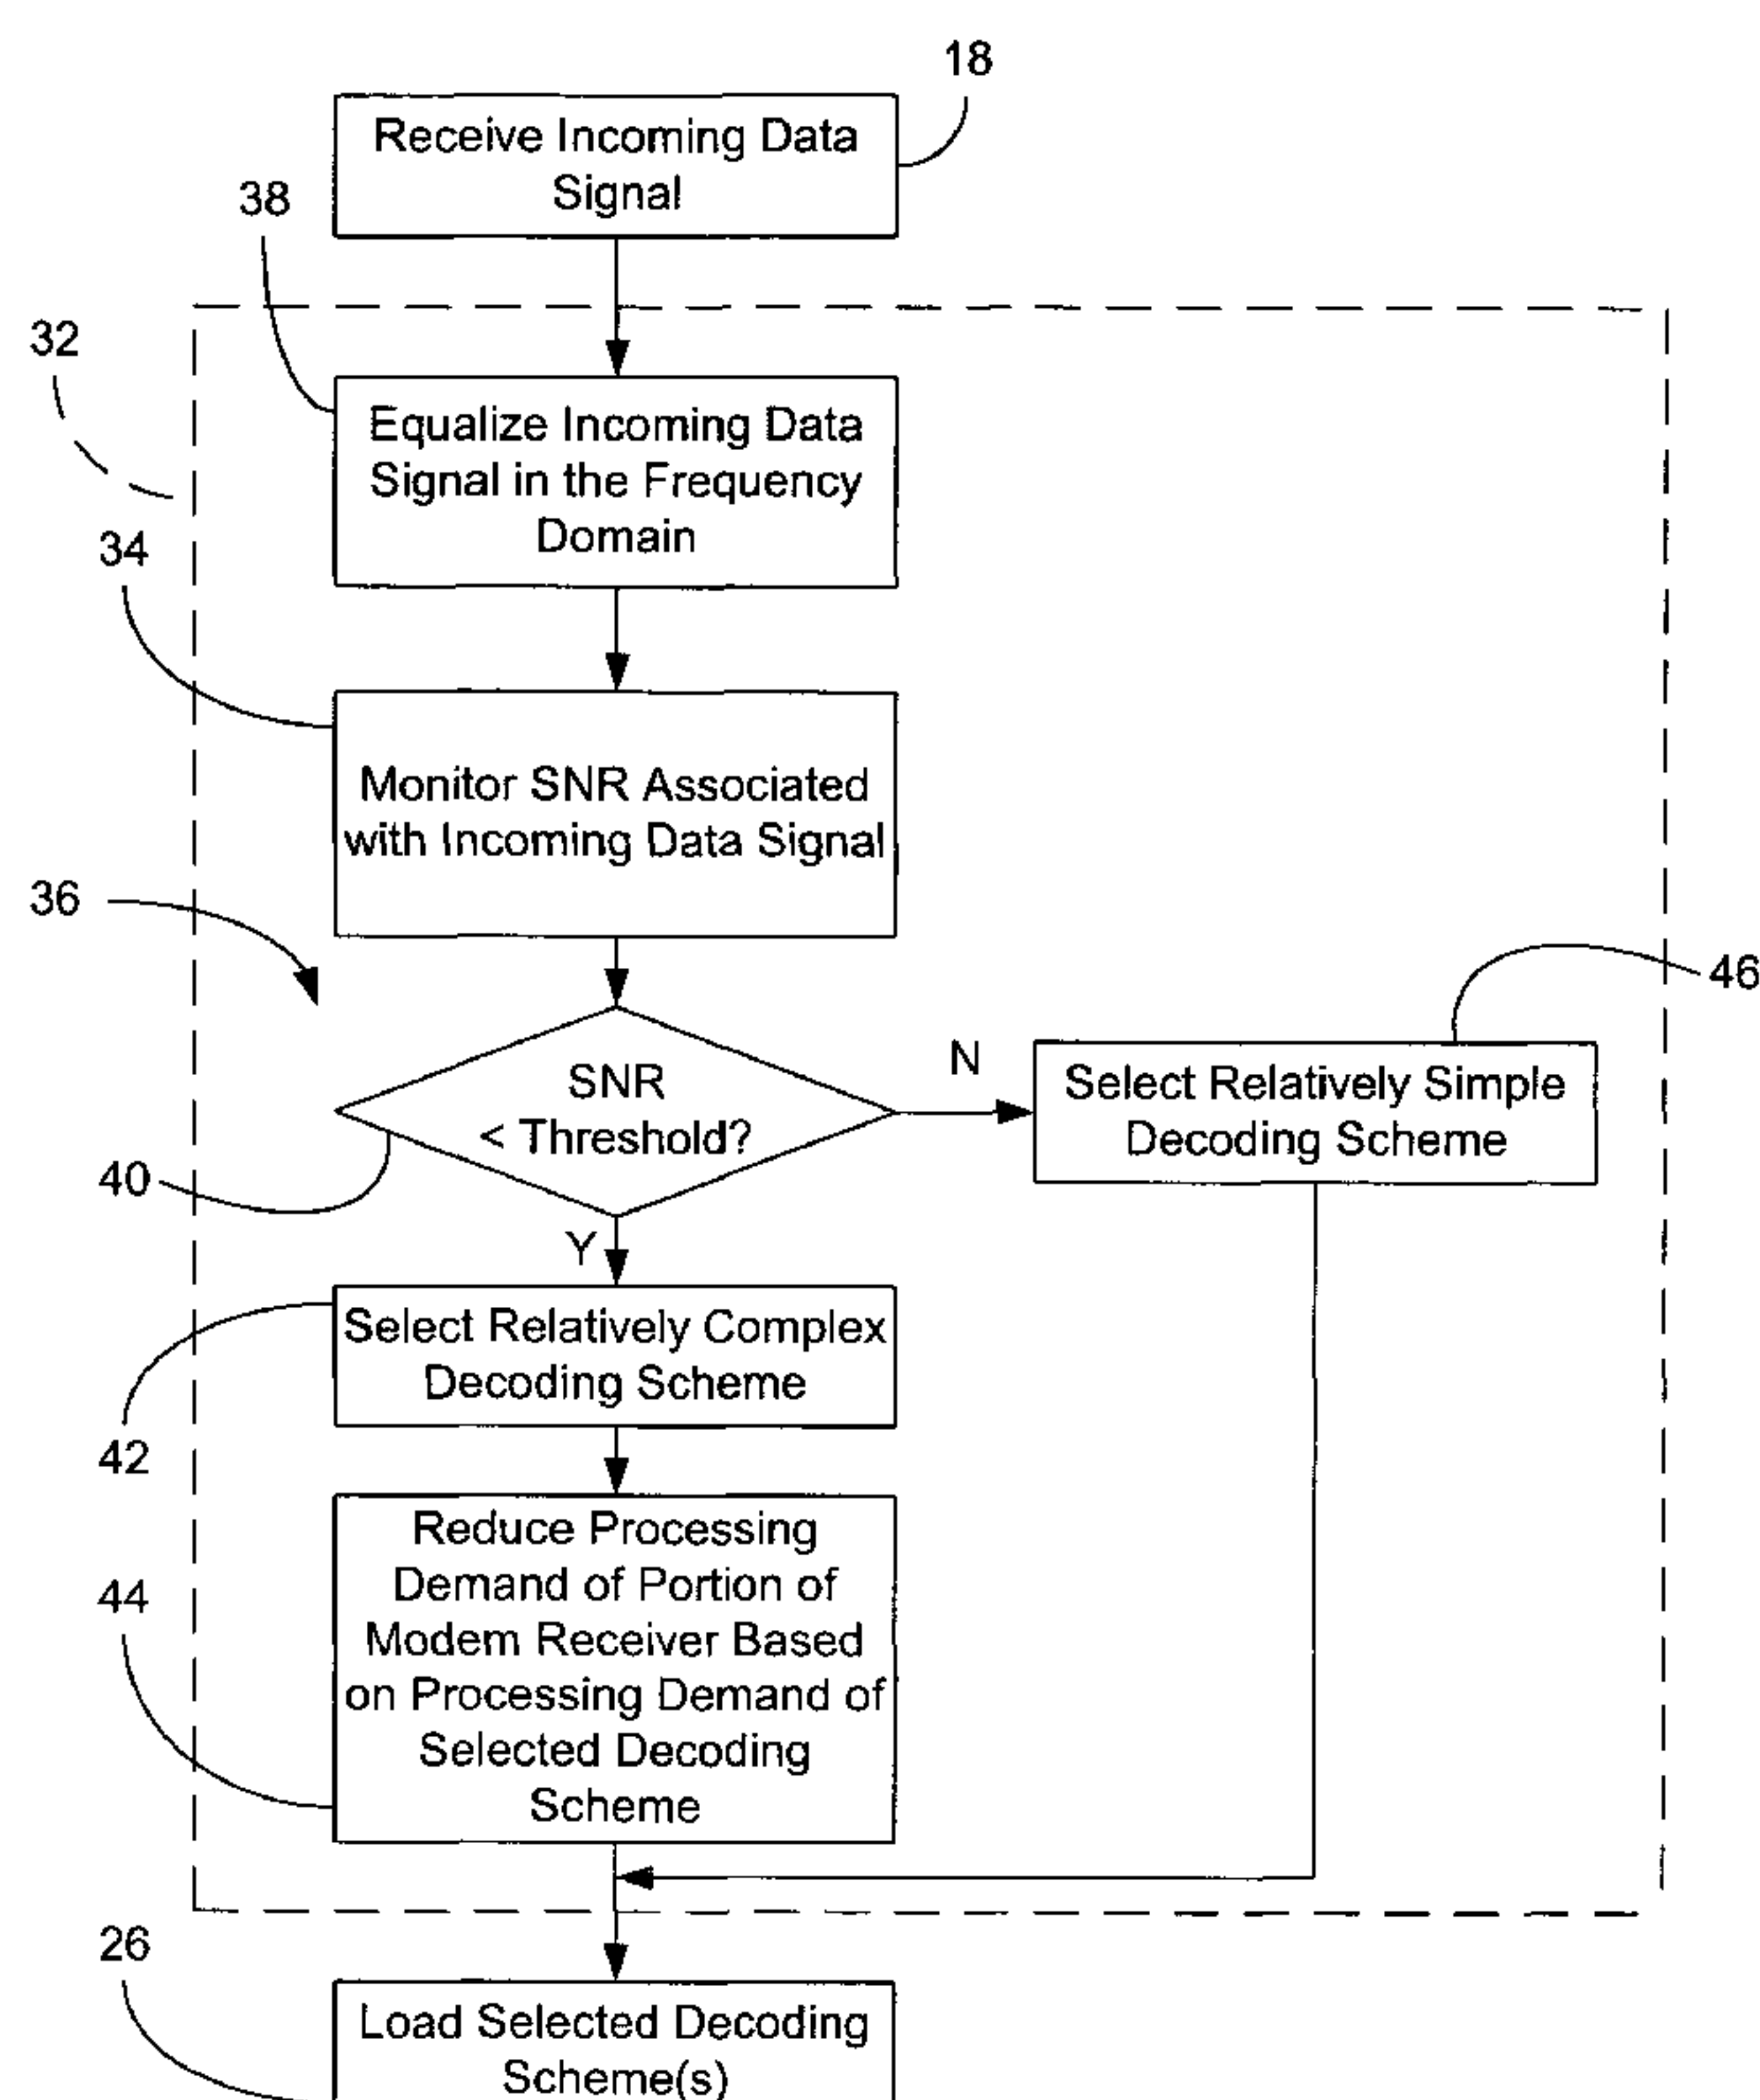 18
Receive Incoming Data
Signal
38
32
Equalize Incoming Data
Signal in the Frequency
Domain
34
Monitor SNR Associated
with Incoming Data Signal
36
46
SNR
< Threshold?
N
Select Relatively Simple
Decoding Scheme
40
Y
Select Relatively Complex
Decoding Scheme
42
Reduce Processing
Demand of Portion of
Modem Receiver Based
on Processing Demand of
Selected Decoding
Scheme
44
26
Load Selected Decoding
Scheme(s)